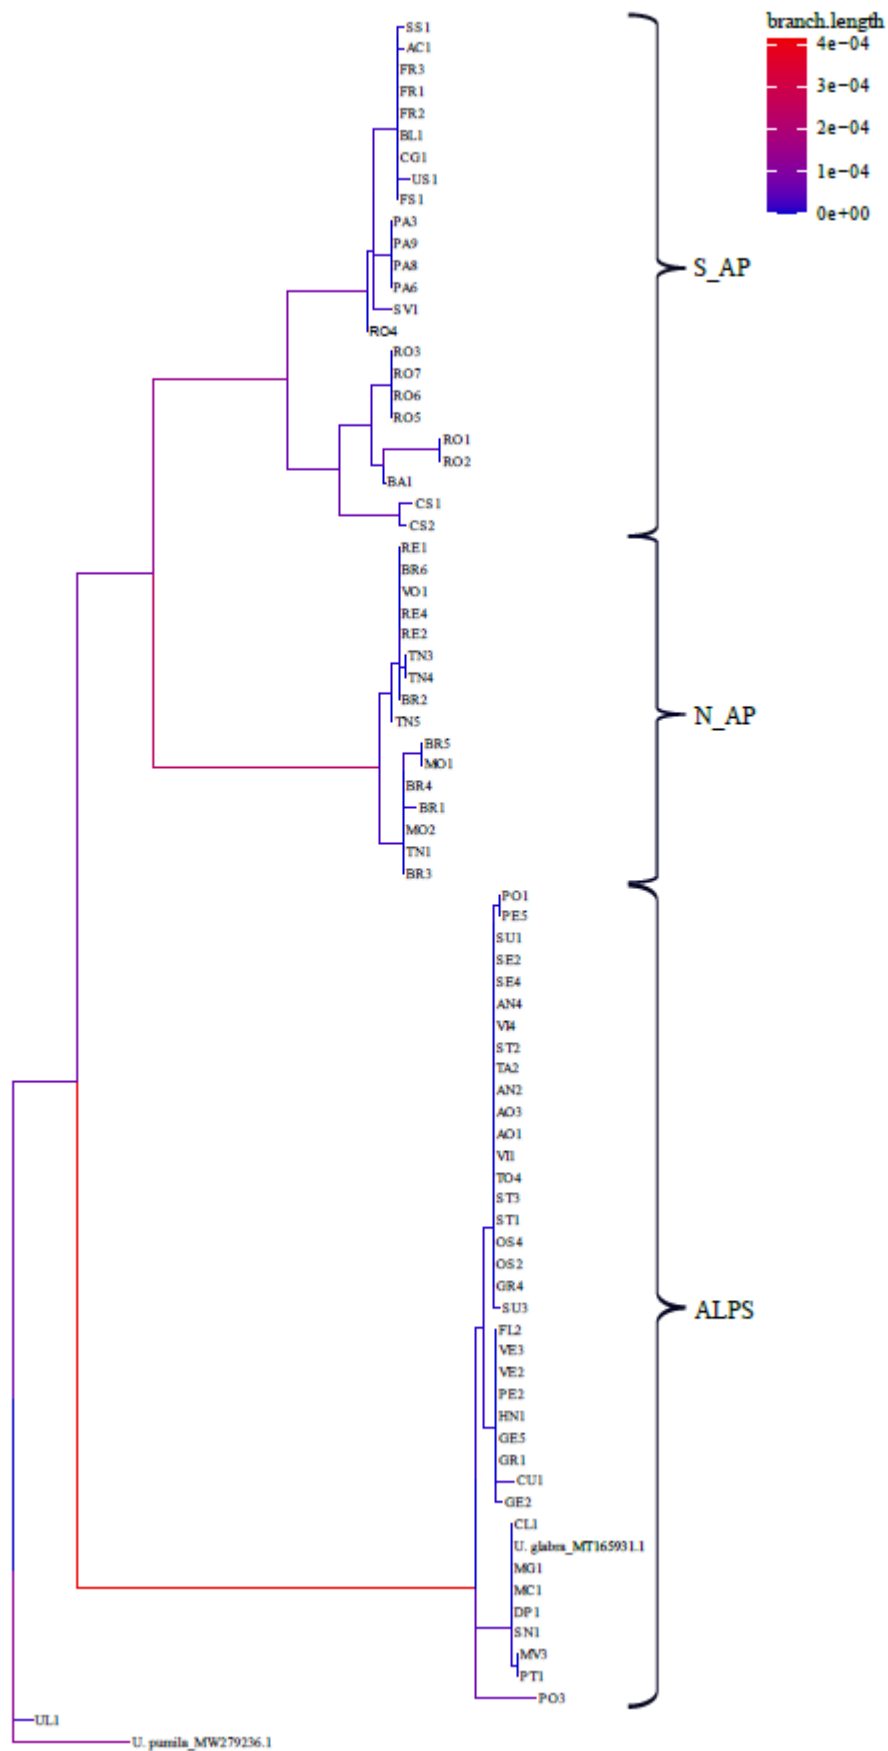 branch.length
4e-04
3e-04
2e-04
1e-04
0e+00
SS1
AC1
FR3
FR1
FR2
BL1
CG1
US1
FS1
PA3
PA9
PA8
PA6
SV1
RO4
S_AP
RO3
RO7
RO6
RO5
RO1
RO2
BA1
CS1
CS2
RE1
BR6
VO1
RE4
RE2
TN3
TN4
BR2
TN5
N_AP
BR5
MO1
BR4
BR1
MO2
TN1
BR3
PO1
PE5
SU1
SE2
SE4
AN4
VI4
ST2
TA2
AN2
AO3
AO1
VI1
TO4
ST3
ST1
OS4
OS2
GR4
SU3
ALPS
FL2
VE3
VE2
PE2
HN1
GE5
GR1
CU1
GE2
CL1
U. glabra_MT165931.1
MG1
MC1
DP1
SN1
MV3
PT1
PO3
UL1
U. pumila_MW279236.1